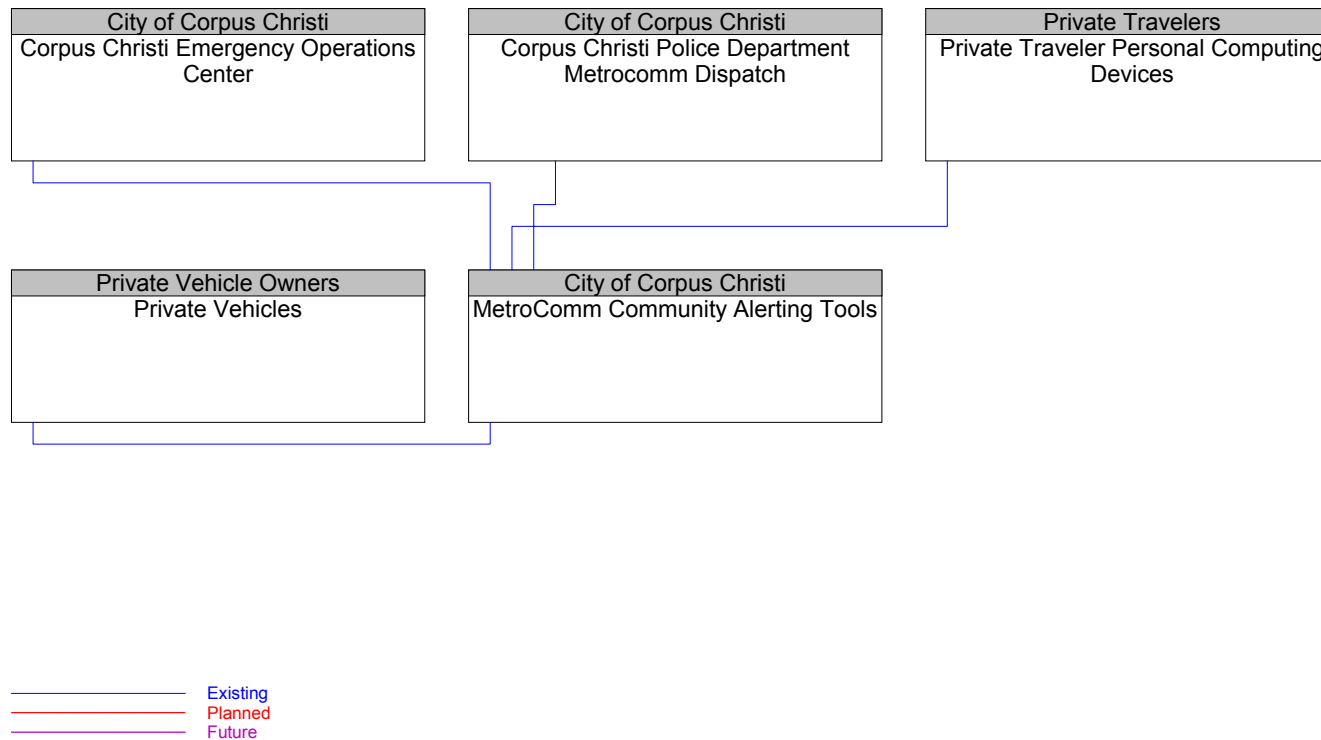 City of Corpus Christi
Corpus Christi Emergency Operations
Center
City of Corpus Christi
Corpus Christi Police Department
Metrocomm Dispatch
Private Travelers
Private Traveler Personal Computing
Devices
Private Vehicle Owners
Private Vehicles
City of Corpus Christi
MetroComm Community Alerting Tools
Existing
Planned
Future